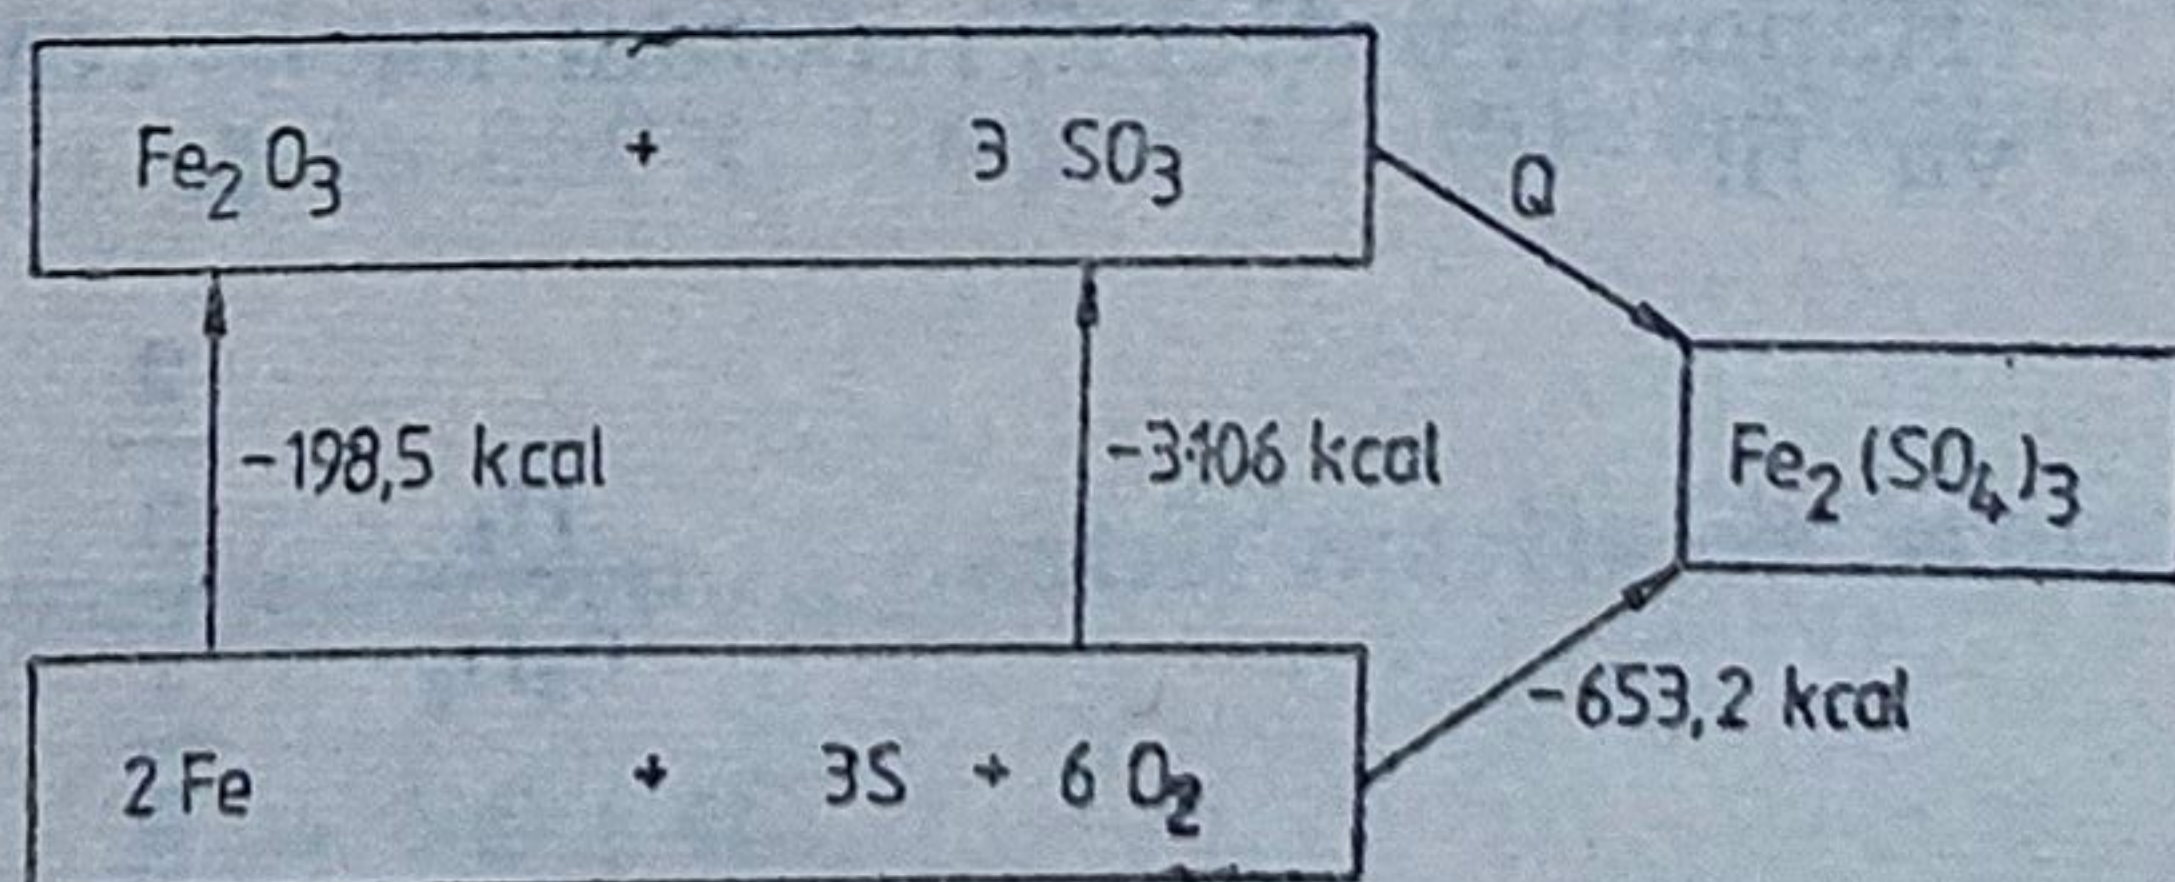 Fe₂O₃ + 3 SO₃
Q
-198,5 kcal
-3·106 kcal
Fe₂(SO₄)₃
-653,2 kcal
2 Fe + 3S + 6 O₂